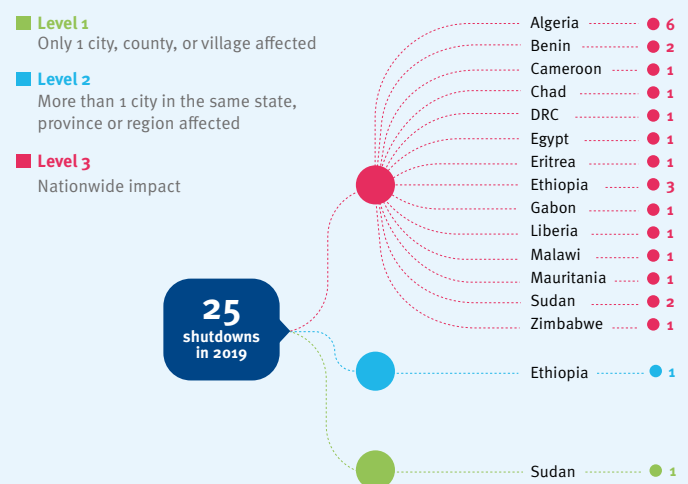 Level 1
Only 1 city, county, or village affected
Level 2
More than 1 city in the same state,
province or region affected
Level 3
Nationwide impact
25
shutdowns
in 2019
Algeria 6
Benin 2
Cameroon 1
Chad 1
DRC 1
Egypt 1
Eritrea 1
Ethiopia 3
Gabon 1
Liberia 1
Malawi 1
Mauritania 1
Sudan 2
Zimbabwe 1
Ethiopia 1
Sudan 1